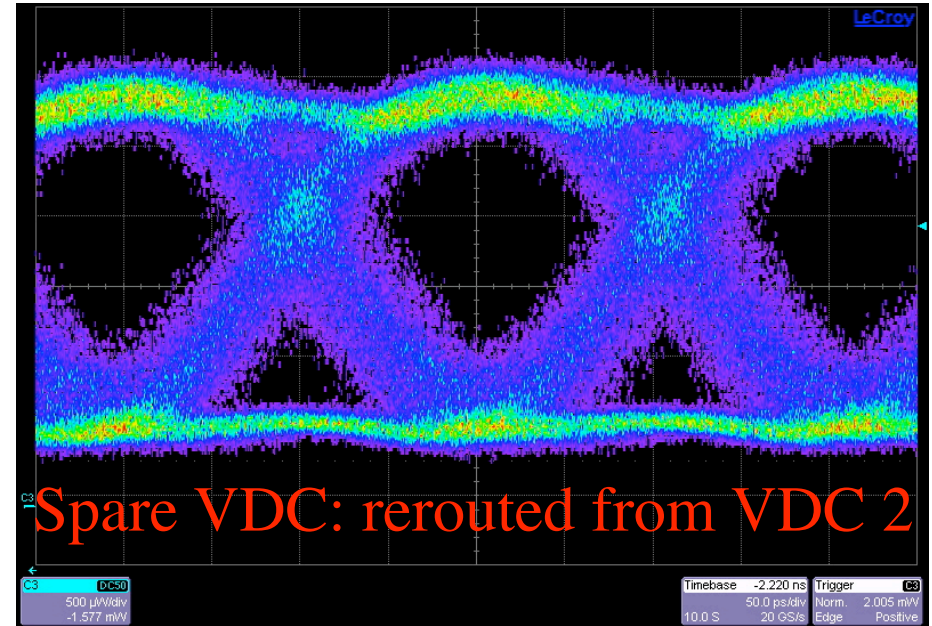 LeCroy
C3
Spare VDC: rerouted from VDC 2
C3 DC50
500 µW/div
-1.577 mW
Timebase -2.220 ns
50.0 ps/div
10.0 S 20 GS/s
Trigger C3
Norm. 2.005 mW
Edge Positive